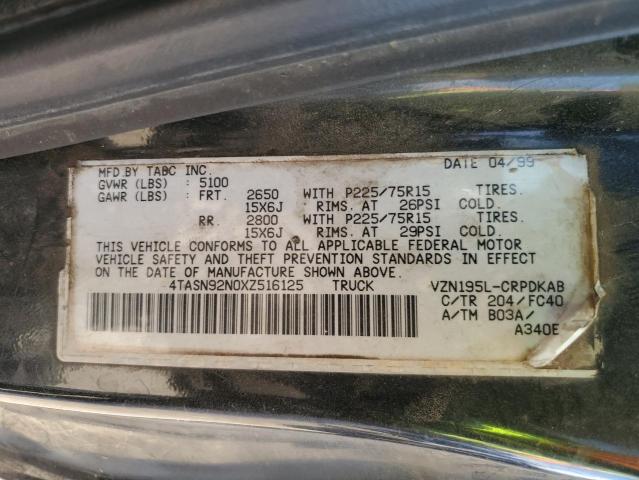 MFD BY TABC INC. DATE 04/99
GVWR (LBS) : 5100
GAWR (LBS) : FRT. 2650 WITH P225/75R15 TIRES.
15X6J RIMS. AT 26PSI COLD.
RR. 2800 WITH P225/75R15 TIRES.
15X6J RIMS. AT 29PSI COLD.
THIS VEHICLE CONFORMS TO ALL APPLICABLE FEDERAL MOTOR
VEHICLE SAFETY AND THEFT PREVENTION STANDARDS IN EFFECT
ON THE DATE OF MANUFACTURE SHOWN ABOVE.
4TASN92N0XZ516125 TRUCK VZN195L-CRPDKAB
C/TR 204/FC40
A/TM B03A/
A340E